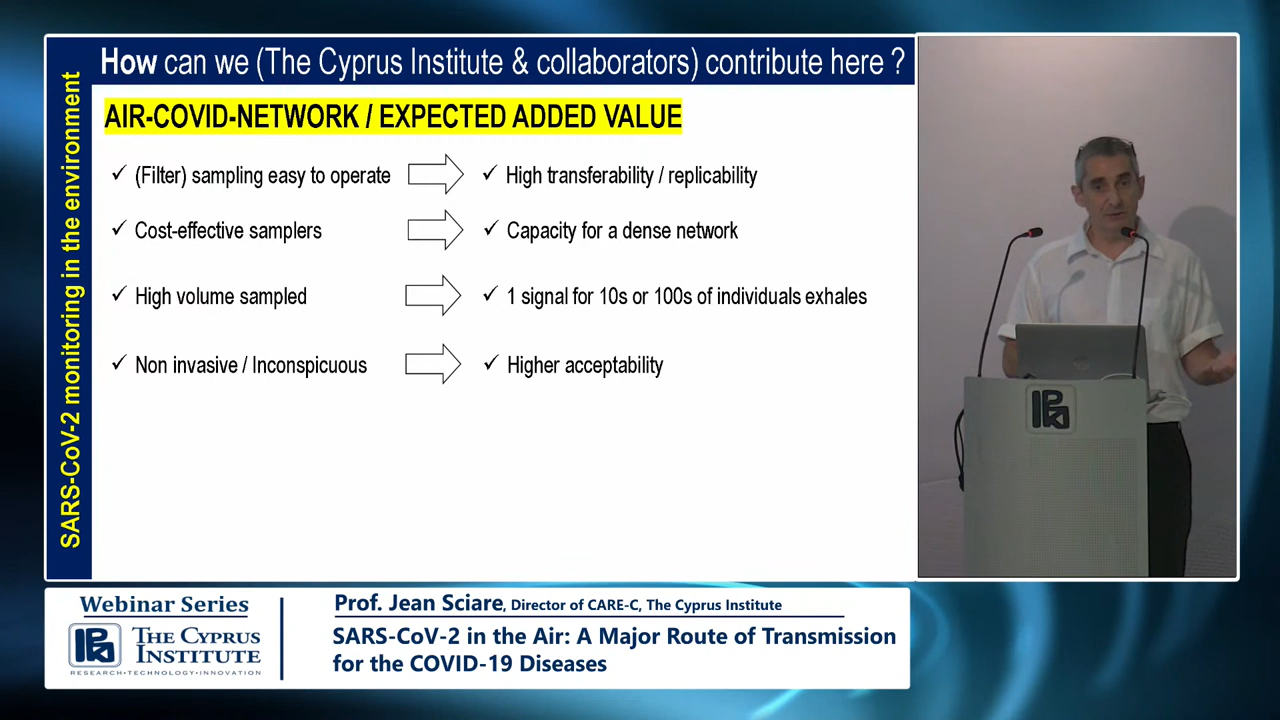 How can we (The Cyprus Institute & collaborators) contribute here ?
SARS-CoV-2 monitoring in the environment
AIR-COVID-NETWORK / EXPECTED ADDED VALUE
✓ (Filter) sampling easy to operate
✓ High transferability / replicability
✓ Cost-effective samplers
✓ Capacity for a dense network
✓ High volume sampled
✓ 1 signal for 10s or 100s of individuals exhales
✓ Non invasive / Inconspicuous
✓ Higher acceptability
Webinar Series
THE CYPRUS
INSTITUTE
RESEARCH • TECHNOLOGY • INNOVATION
Prof. Jean Sciare, Director of CARE-C, The Cyprus Institute
SARS-CoV-2 in the Air: A Major Route of Transmission
for the COVID-19 Diseases